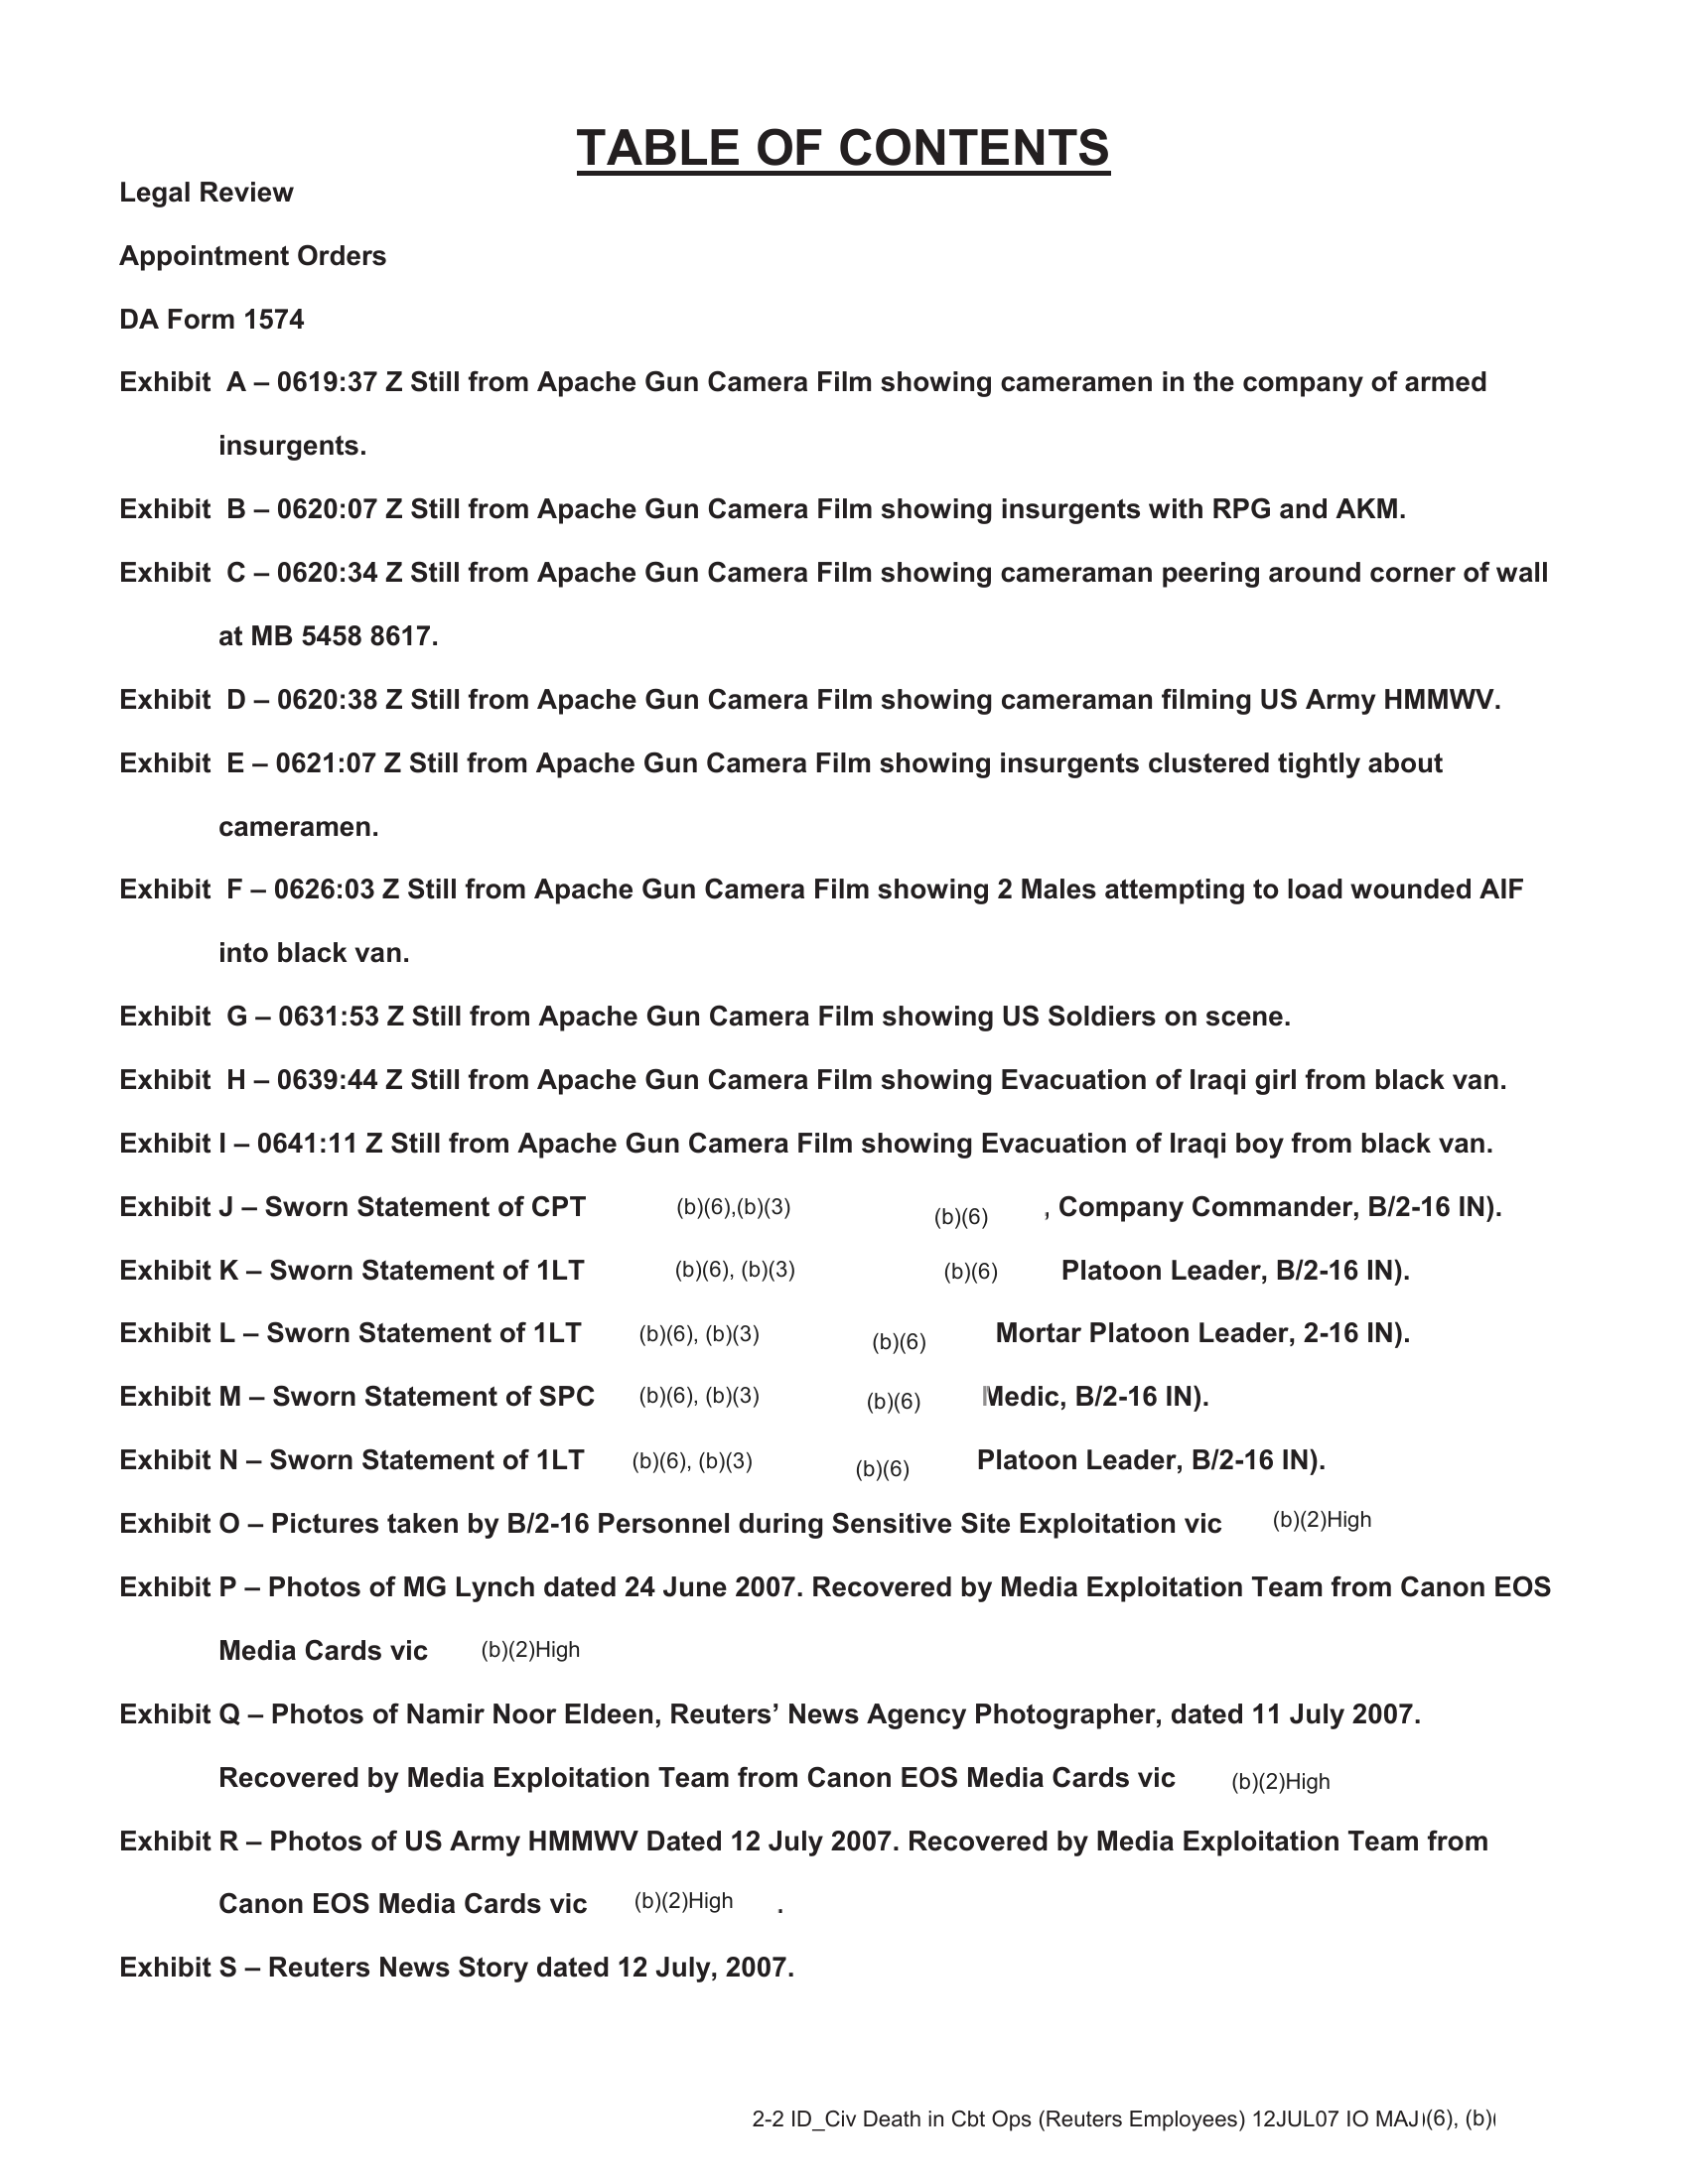 TABLE OF CONTENTS
Legal Review
Appointment Orders
DA Form 1574
Exhibit A – 0619:37 Z Still from Apache Gun Camera Film showing cameramen in the company of armed
insurgents.
Exhibit B – 0620:07 Z Still from Apache Gun Camera Film showing insurgents with RPG and AKM.
Exhibit C – 0620:34 Z Still from Apache Gun Camera Film showing cameraman peering around corner of wall
at MB 5458 8617.
Exhibit D – 0620:38 Z Still from Apache Gun Camera Film showing cameraman filming US Army HMMWV.
Exhibit E – 0621:07 Z Still from Apache Gun Camera Film showing insurgents clustered tightly about
cameramen.
Exhibit F – 0626:03 Z Still from Apache Gun Camera Film showing 2 Males attempting to load wounded AIF
into black van.
Exhibit G – 0631:53 Z Still from Apache Gun Camera Film showing US Soldiers on scene.
Exhibit H – 0639:44 Z Still from Apache Gun Camera Film showing Evacuation of Iraqi girl from black van.
Exhibit I – 0641:11 Z Still from Apache Gun Camera Film showing Evacuation of Iraqi boy from black van.
Exhibit J – Sworn Statement of CPT (b)(6),(b)(3) (b)(6) , Company Commander, B/2-16 IN).
Exhibit K – Sworn Statement of 1LT (b)(6), (b)(3) (b)(6) Platoon Leader, B/2-16 IN).
Exhibit L – Sworn Statement of 1LT (b)(6), (b)(3) (b)(6) Mortar Platoon Leader, 2-16 IN).
Exhibit M – Sworn Statement of SPC (b)(6), (b)(3) (b)(6) Medic, B/2-16 IN).
Exhibit N – Sworn Statement of 1LT (b)(6), (b)(3) (b)(6) Platoon Leader, B/2-16 IN).
Exhibit O – Pictures taken by B/2-16 Personnel during Sensitive Site Exploitation vic (b)(2)High
Exhibit P – Photos of MG Lynch dated 24 June 2007. Recovered by Media Exploitation Team from Canon EOS
Media Cards vic (b)(2)High
Exhibit Q – Photos of Namir Noor Eldeen, Reuters’ News Agency Photographer, dated 11 July 2007.
Recovered by Media Exploitation Team from Canon EOS Media Cards vic (b)(2)High
Exhibit R – Photos of US Army HMMWV Dated 12 July 2007. Recovered by Media Exploitation Team from
Canon EOS Media Cards vic (b)(2)High .
Exhibit S – Reuters News Story dated 12 July, 2007.
2-2 ID_Civ Death in Cbt Ops (Reuters Employees) 12JUL07 IO MAJ )(6), (b)(